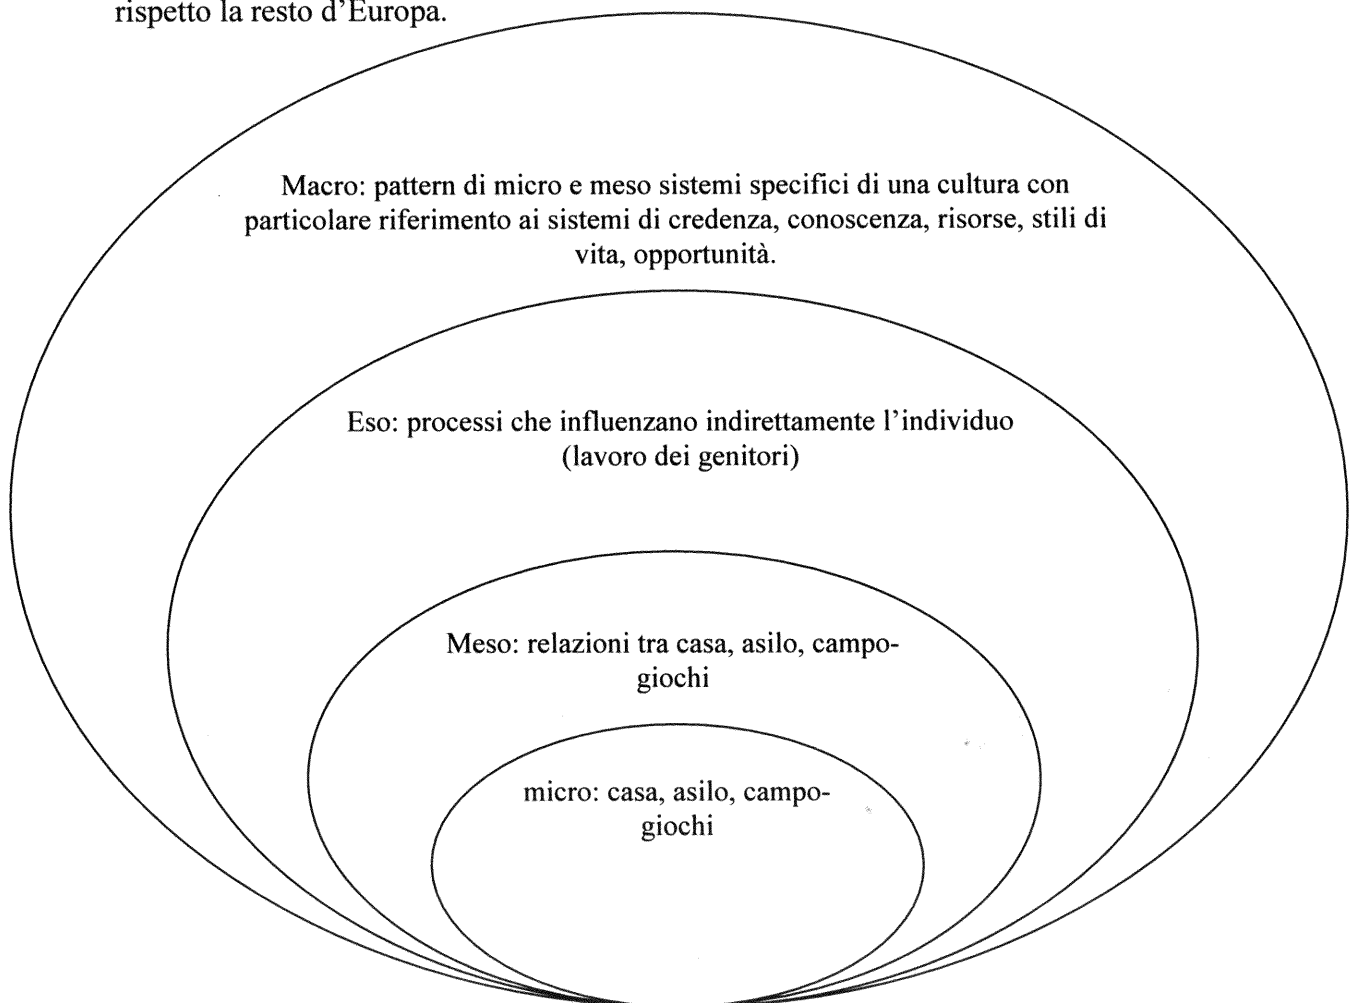 rispetto la resto d'Europa.
Macro: pattern di micro e meso sistemi specifici di una cultura con
particolare riferimento ai sistemi di credenza, conoscenza, risorse, stili di
vita, opportunità.
Eso: processi che influenzano indirettamente l'individuo
(lavoro dei genitori)
Meso: relazioni tra casa, asilo, campo-
giochi
micro: casa, asilo, campo-
giochi